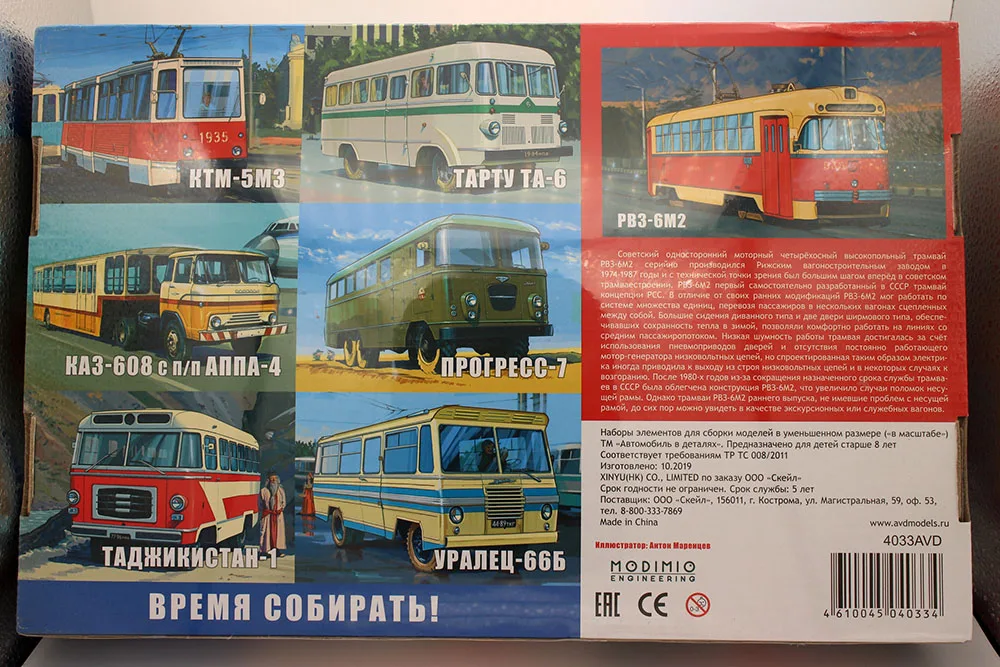 1935
КТМ-5М3
ТАРТУ ТА-6
РВЗ-6М2
КАЗ-608 с п/п АППА-4
ПРОГРЕСС-7
ТАДЖИКИСТАН-1
44-89 ТКГ
УРАЛЕЦ-66Б
ВРЕМЯ СОБИРАТЬ!
Советский односторонний моторный четырёхосный высокопольный трамвай
РВЗ-6М2 серийно производился Рижским вагоностроительным заводом в
1974-1987 годы и с технической точки зрения был большим шагом вперёд в советском
трамваестроении. РВЗ-6М2 первый самостоятельно разработанный в СССР трамвай
концепции PCC. В отличие от своих ранних модификаций РВЗ-6М2 мог работать по
системе множества единиц, перевозя пассажиров в нескольких вагонах сцепленных
между собой. Большие сидения диванного типа и две двери ширмового типа, обеспе-
чивавших сохранность тепла в зимой, позволяли комфортно работать на линиях со
средним пассажиропотоком. Низкая шумность работы трамвая достигалась за счёт
использования пневмоприводов дверей и отсутствия постоянно работающего
мотор-генератора низковольтных цепей, но спроектированная таким образом электри-
ка иногда приводила к выходу из строя низковольтных цепей и в некоторых случаях к
возгоранию. После 1980-х годов из-за сокращения назначенного срока службы трамва-
ев в СССР была облегчена конструкция РВЗ-6М2, что увеличило случаи поломок несу-
щей рамы. Однако трамваи РВЗ-6М2 раннего выпуска, не имевшие проблем с несущей
рамой, до сих пор можно увидеть в качестве экскурсионных или служебных вагонов.
Наборы элементов для сборки моделей в уменьшенном размере («в масштабе»)
ТМ «Автомобиль в деталях». Предназначено для детей старше 8 лет
Соответствует требованиям ТР ТС 008/2011
Изготовлено: 10.2019
XINYU(HK) CO., LIMITED по заказу ООО «Скейл»
Срок годности не ограничен. Срок службы: 5 лет
Поставщик: ООО «Скейл», 156011, г. Кострома, ул. Магистральная, 59, оф. 53,
тел. 8-800-333-7869
Made in China
www.avdmodels.ru
4033AVD
Иллюстратор: Антон Маренцев
MODIMIO
ENGINEERING
EAC CE 0-3
4 610045 040334